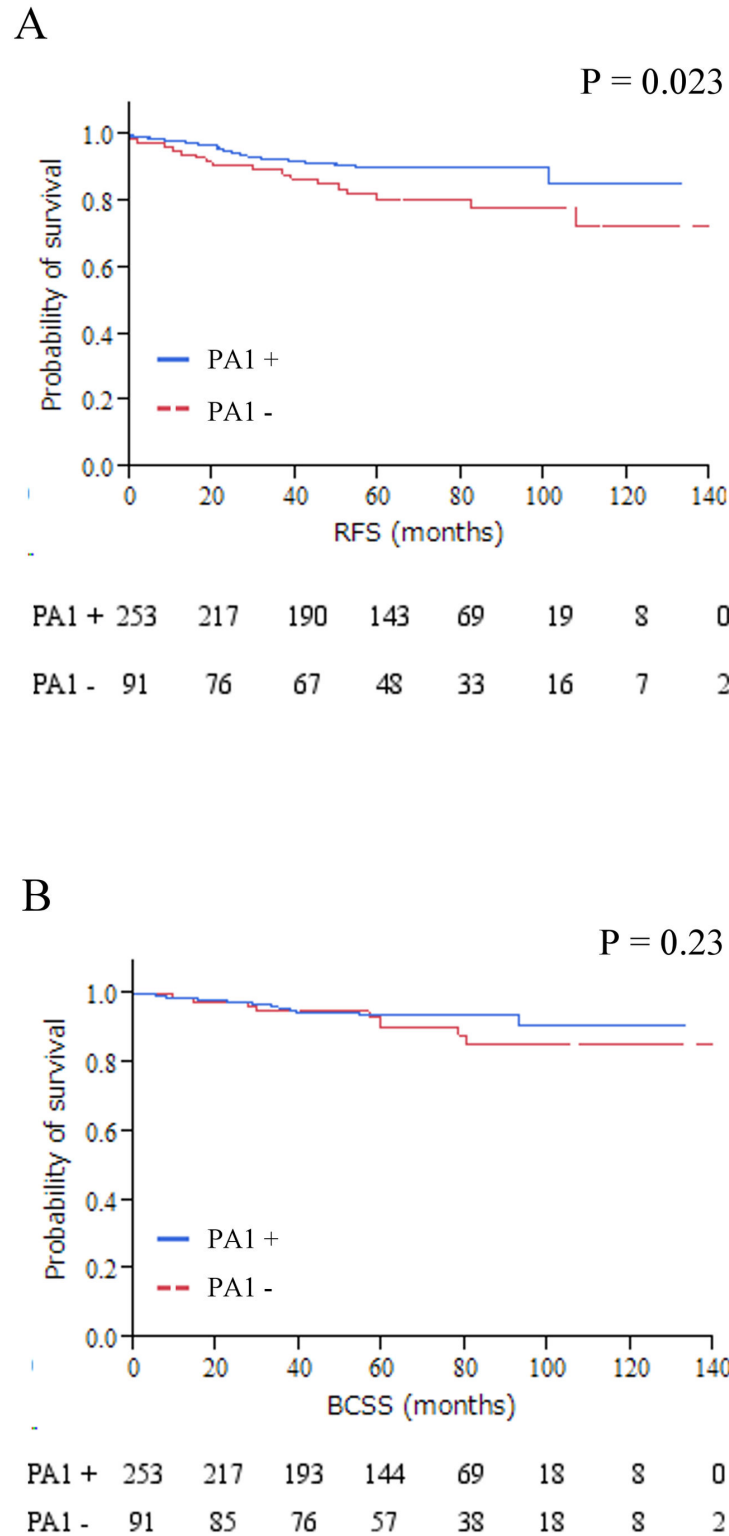 A
P = 0.023
Probability of survival
1.0
0.8
0.6
0.4
0.2
0.0
PA1 +
PA1 -
0 20 40 60 80 100 120 140
RFS (months)
PA1 + 253 217 190 143 69 19 8 0
PA1 - 91 76 67 48 33 16 7 2
B
P = 0.23
Probability of survival
1.0
0.8
0.6
0.4
0.2
0.0
PA1 +
PA1 -
0 20 40 60 80 100 120 140
BCSS (months)
PA1 + 253 217 193 144 69 18 8 0
PA1 - 91 85 76 57 38 18 8 2